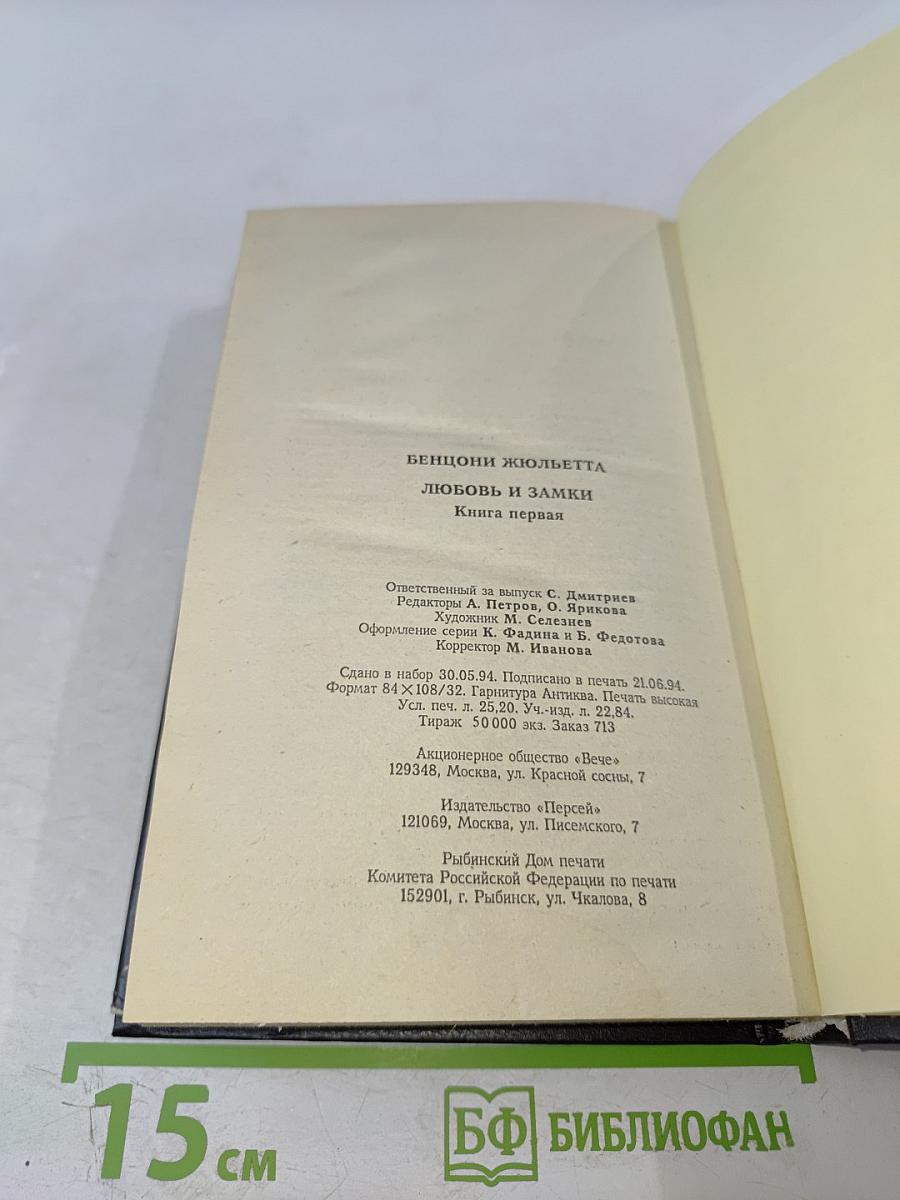 БЕНЦОНИ ЖЮЛЬЕТТА
ЛЮБОВЬ И ЗАМКИ
Книга первая
Ответственный за выпуск С. Дмитриев
Редакторы А. Петров, О. Ярикова
Художник М. Селезнев
Оформление серии К. Фадина и Б. Федотова
Корректор М. Иванова
Сдано в набор 30.05.94. Подписано в печать 21.06.94.
Формат 84×108/32. Гарнитура Антиква. Печать высокая
Усл. печ. л. 25,20. Уч.-изд. л. 22,84.
Тираж 50 000 экз. Заказ 713
Акционерное общество «Вече»
129348, Москва, ул. Красной сосны, 7
Издательство «Персей»
121069, Москва, ул. Писемского, 7
Рыбинский Дом печати
Комитета Российской Федерации по печати
152901, г. Рыбинск, ул. Чкалова, 8
15 см
БФ БИБЛИОФАН